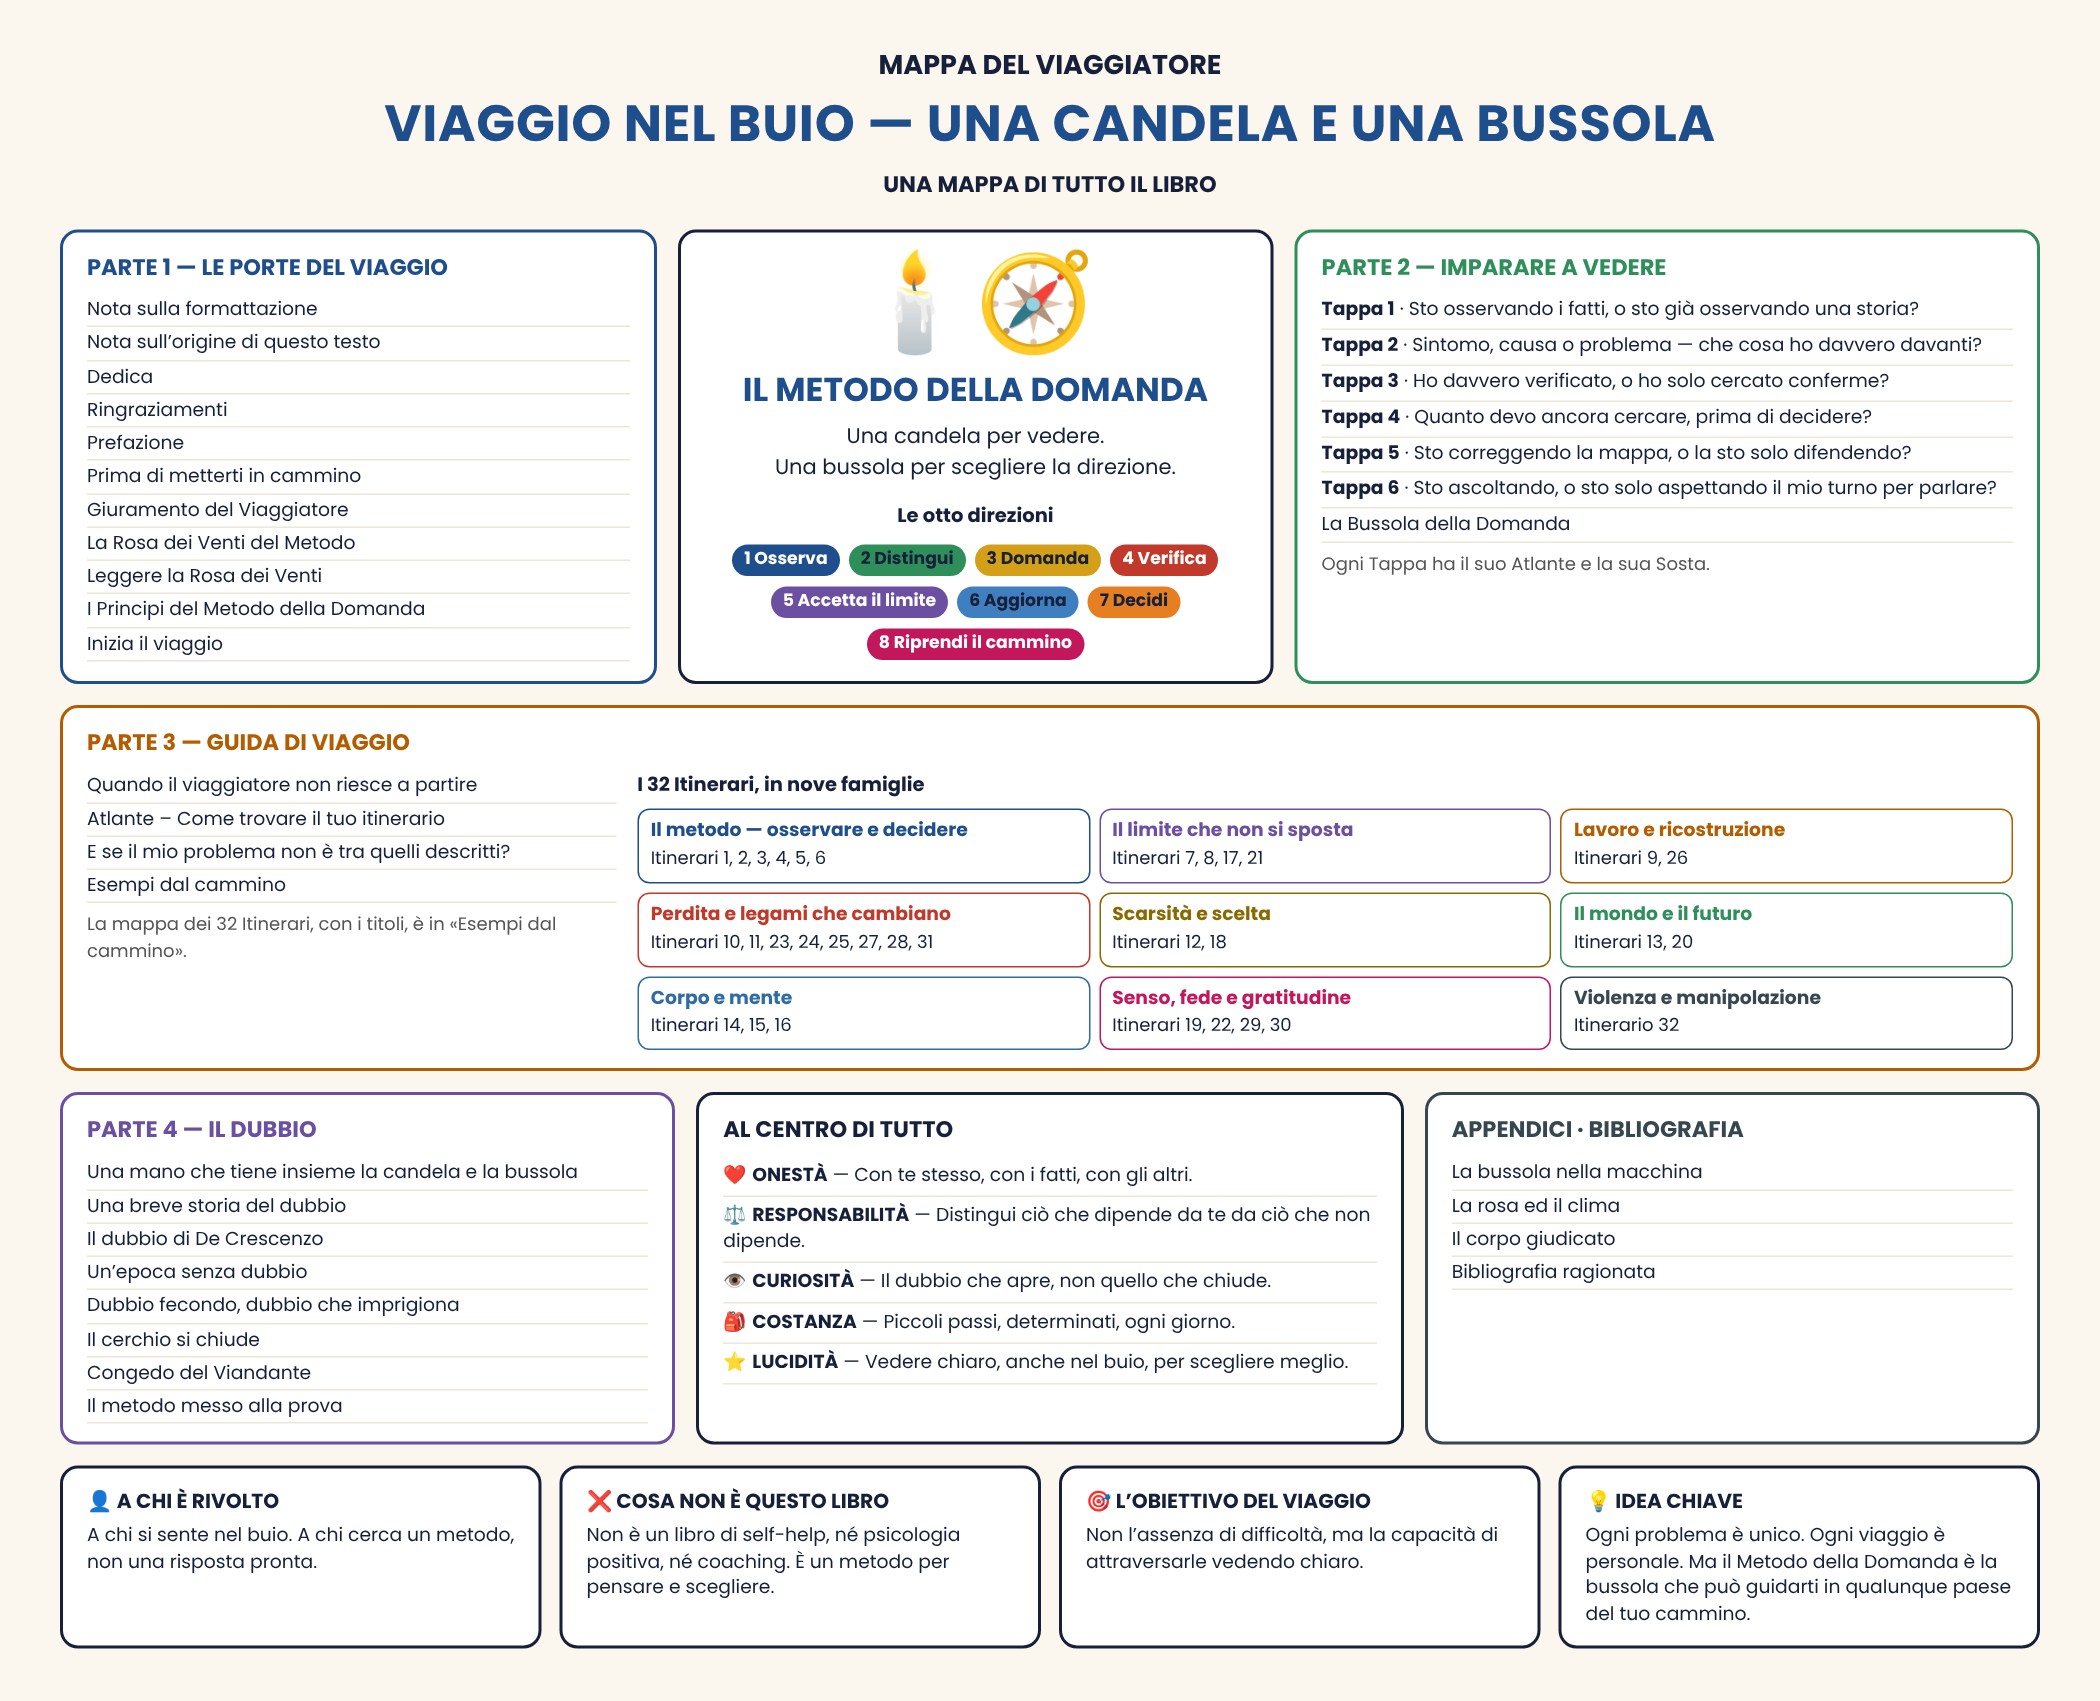 MAPPA DEL VIAGGIATORE
VIAGGIO NEL BUIO — UNA CANDELA E UNA BUSSOLA
UNA MAPPA DI TUTTO IL LIBRO
PARTE 1 — LE PORTE DEL VIAGGIO
Nota sulla formattazione
Nota sull’origine di questo testo
Dedica
Ringraziamenti
Prefazione
Prima di metterti in cammino
Giuramento del Viaggiatore
La Rosa dei Venti del Metodo
Leggere la Rosa dei Venti
I Principi del Metodo della Domanda
Inizia il viaggio
IL METODO DELLA DOMANDA
Una candela per vedere.
Una bussola per scegliere la direzione.
Le otto direzioni
1 Osserva
2 Distingui
3 Domanda
4 Verifica
5 Accetta il limite
6 Aggiorna
7 Decidi
8 Riprendi il cammino
PARTE 2 — IMPARARE A VEDERE
Tappa 1 · Sto osservando i fatti, o sto già osservando una storia?
Tappa 2 · Sintomo, causa o problema — che cosa ho davvero davanti?
Tappa 3 · Ho davvero verificato, o ho solo cercato conferme?
Tappa 4 · Quanto devo ancora cercare, prima di decidere?
Tappa 5 · Sto correggendo la mappa, o la sto solo difendendo?
Tappa 6 · Sto ascoltando, o sto solo aspettando il mio turno per parlare?
La Bussola della Domanda
Ogni Tappa ha il suo Atlante e la sua Sosta.
PARTE 3 — GUIDA DI VIAGGIO
Quando il viaggiatore non riesce a partire
Atlante – Come trovare il tuo itinerario
E se il mio problema non è tra quelli descritti?
Esempi dal cammino
La mappa dei 32 Itinerari, con i titoli, è in «Esempi dal
cammino».
I 32 Itinerari, in nove famiglie
Il metodo — osservare e decidere
Itinerari 1, 2, 3, 4, 5, 6
Il limite che non si sposta
Itinerari 7, 8, 17, 21
Lavoro e ricostruzione
Itinerari 9, 26
Perdita e legami che cambiano
Itinerari 10, 11, 23, 24, 25, 27, 28, 31
Scarsità e scelta
Itinerari 12, 18
Il mondo e il futuro
Itinerari 13, 20
Corpo e mente
Itinerari 14, 15, 16
Senso, fede e gratitudine
Itinerari 19, 22, 29, 30
Violenza e manipolazione
Itinerario 32
PARTE 4 — IL DUBBIO
Una mano che tiene insieme la candela e la bussola
Una breve storia del dubbio
Il dubbio di De Crescenzo
Un’epoca senza dubbio
Dubbio fecondo, dubbio che imprigiona
Il cerchio si chiude
Congedo del Viandante
Il metodo messo alla prova
AL CENTRO DI TUTTO
❤️ ONESTÀ — Con te stesso, con i fatti, con gli altri.
⚖️ RESPONSABILITÀ — Distingui ciò che dipende da te da ciò che non
dipende.
👁️ CURIOSITÀ — Il dubbio che apre, non quello che chiude.
🎒 COSTANZA — Piccoli passi, determinati, ogni giorno.
⭐ LUCIDITÀ — Vedere chiaro, anche nel buio, per scegliere meglio.
APPENDICI · BIBLIOGRAFIA
La bussola nella macchina
La rosa ed il clima
Il corpo giudicato
Bibliografia ragionata
👤 A CHI È RIVOLTO
A chi si sente nel buio. A chi cerca un metodo,
non una risposta pronta.
❌ COSA NON È QUESTO LIBRO
Non è un libro di self-help, né psicologia
positiva, né coaching. È un metodo per
pensare e scegliere.
🎯 L’OBIETTIVO DEL VIAGGIO
Non l’assenza di difficoltà, ma la capacità di
attraversarle vedendo chiaro.
💡 IDEA CHIAVE
Ogni problema è unico. Ogni viaggio è
personale. Ma il Metodo della Domanda è la
bussola che può guidarti in qualunque paese
del tuo cammino.